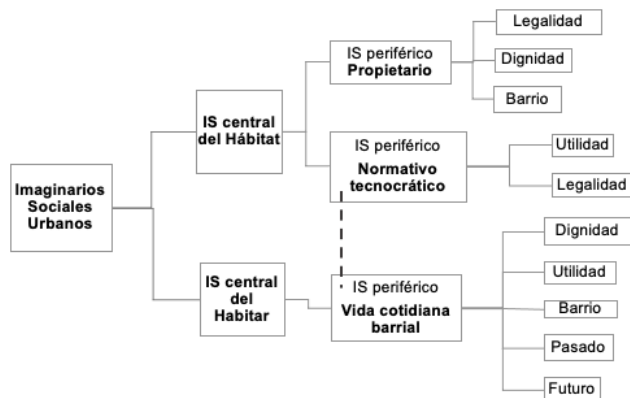 Imaginarios
Sociales
Urbanos
IS central
del Hábitat
IS periférico
Propietario
Legalidad
Dignidad
Barrio
IS periférico
Normativo
tecnocrático
Utilidad
Legalidad
IS central
del
Habitar
IS periférico
Vida cotidiana
barrial
Dignidad
Utilidad
Barrio
Pasado
Futuro